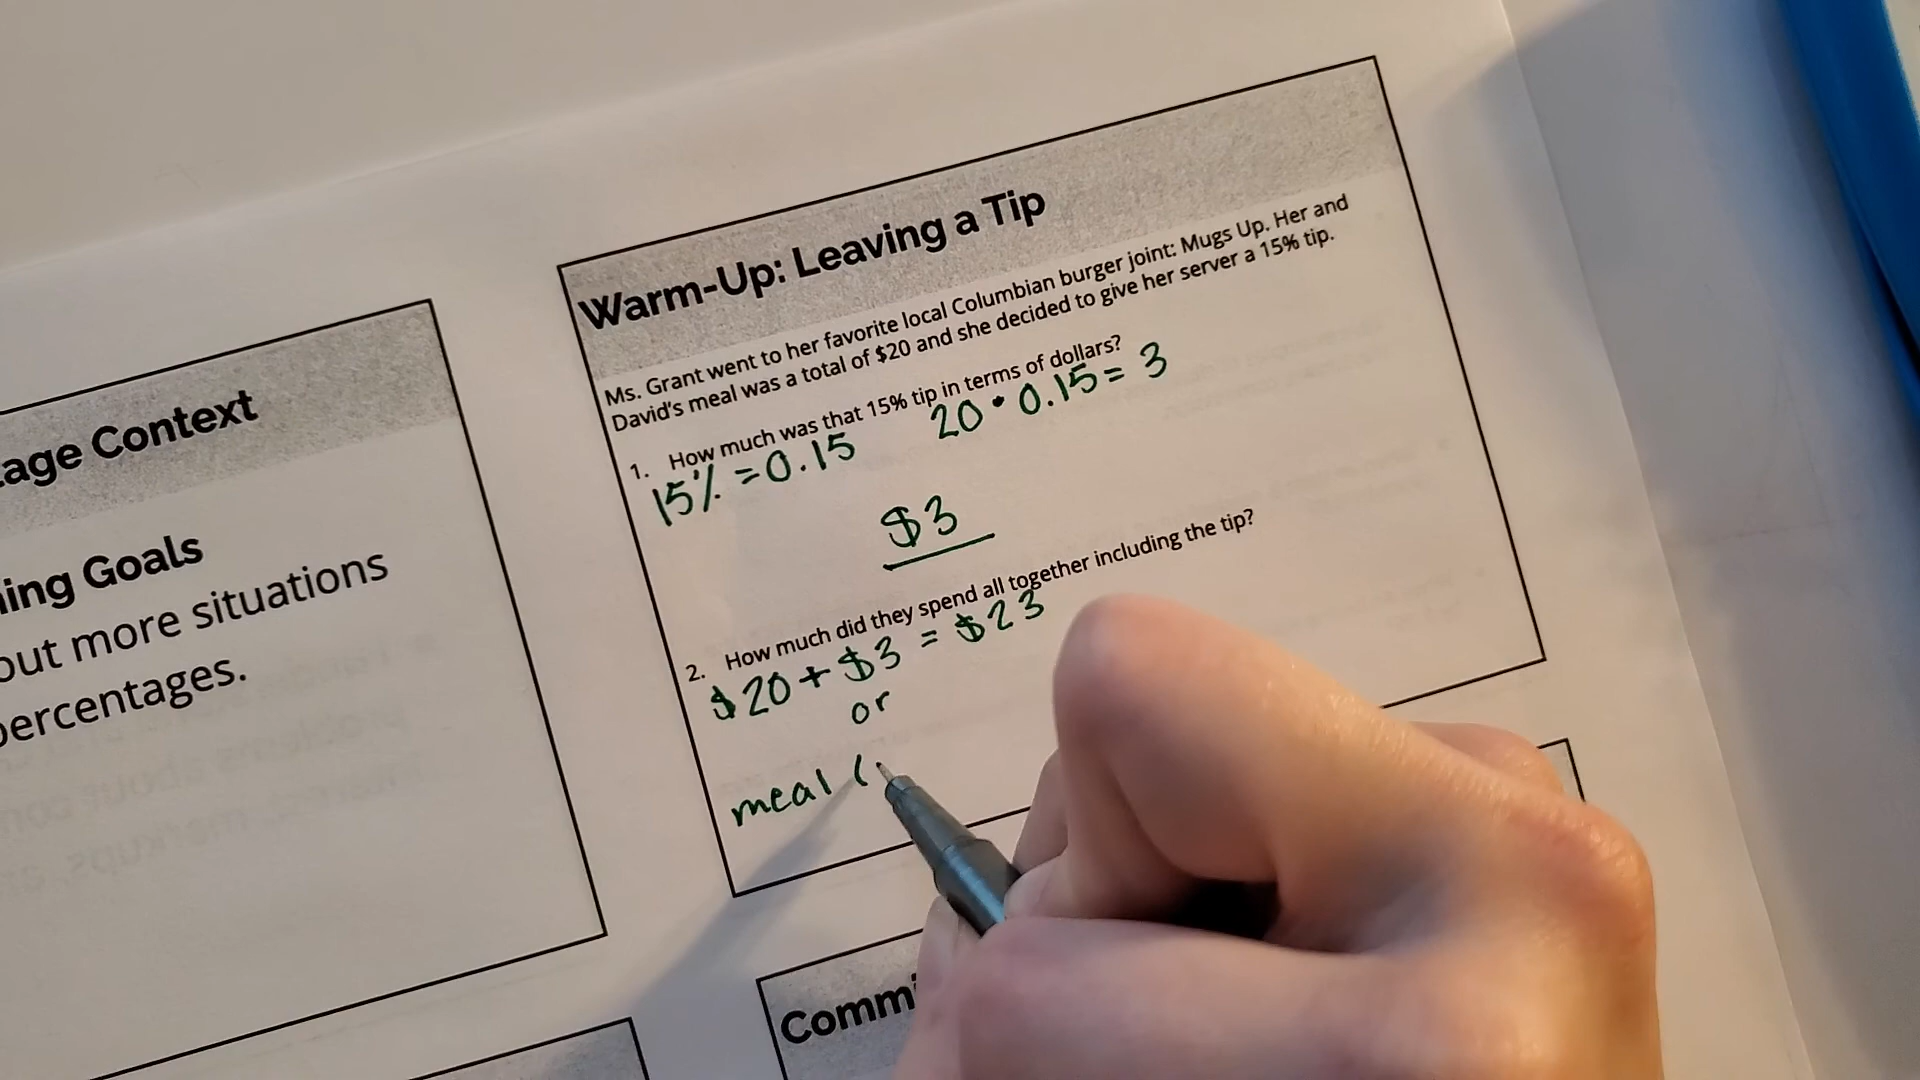 age Context
ing Goals
out more situations
percentages.
Warm-Up: Leaving a Tip
Ms. Grant went to her favorite local Columbian burger joint: Mugs Up. Her and
David's meal was a total of $20 and she decided to give her server a 15% tip.
1. How much was that 15% tip in terms of dollars?
15% = 0.15 20 • 0.15 = 3
$3
2. How much did they spend all together including the tip?
$20 + $3 = $23
or
meal (
Commi